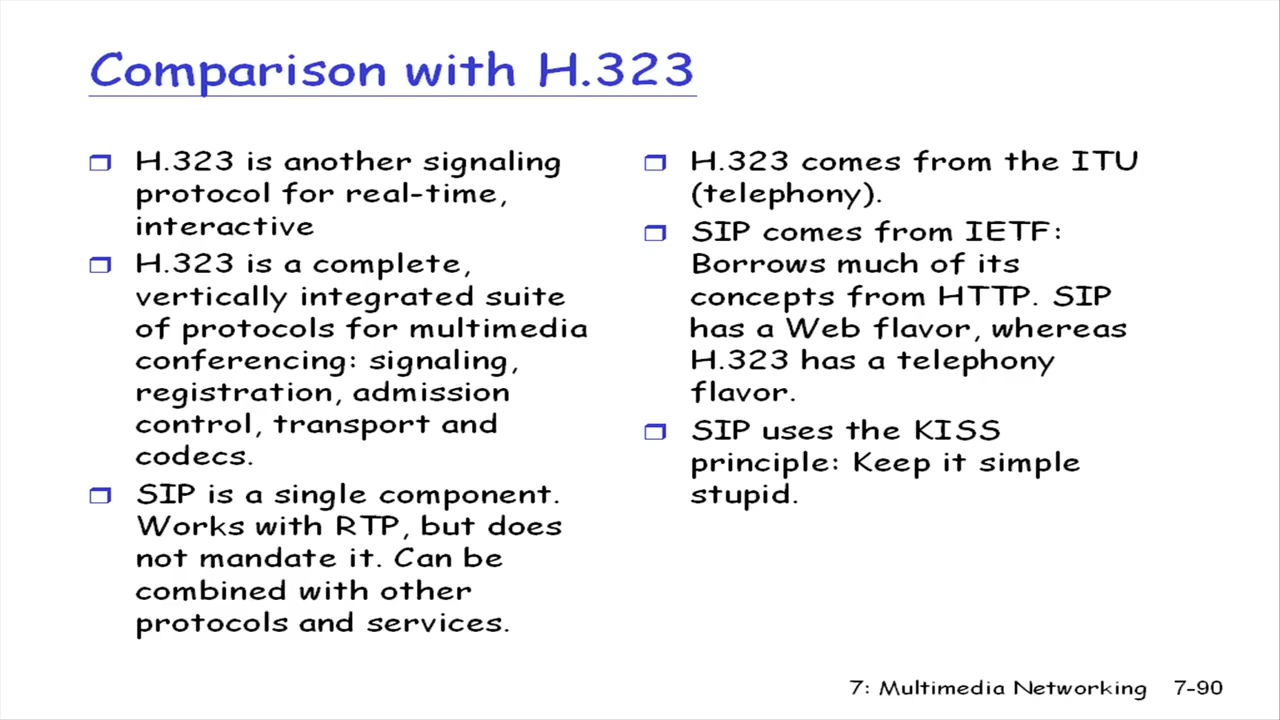 Comparison with H.323
H.323 is another signaling
protocol for real-time,
interactive
H.323 is a complete,
vertically integrated suite
of protocols for multimedia
conferencing: signaling,
registration, admission
control, transport and
codecs.
SIP is a single component.
Works with RTP, but does
not mandate it. Can be
combined with other
protocols and services.
H.323 comes from the ITU
(telephony).
SIP comes from IETF:
Borrows much of its
concepts from HTTP. SIP
has a Web flavor, whereas
H.323 has a telephony
flavor.
SIP uses the KISS
principle: Keep it simple
stupid.
7: Multimedia Networking 7-90